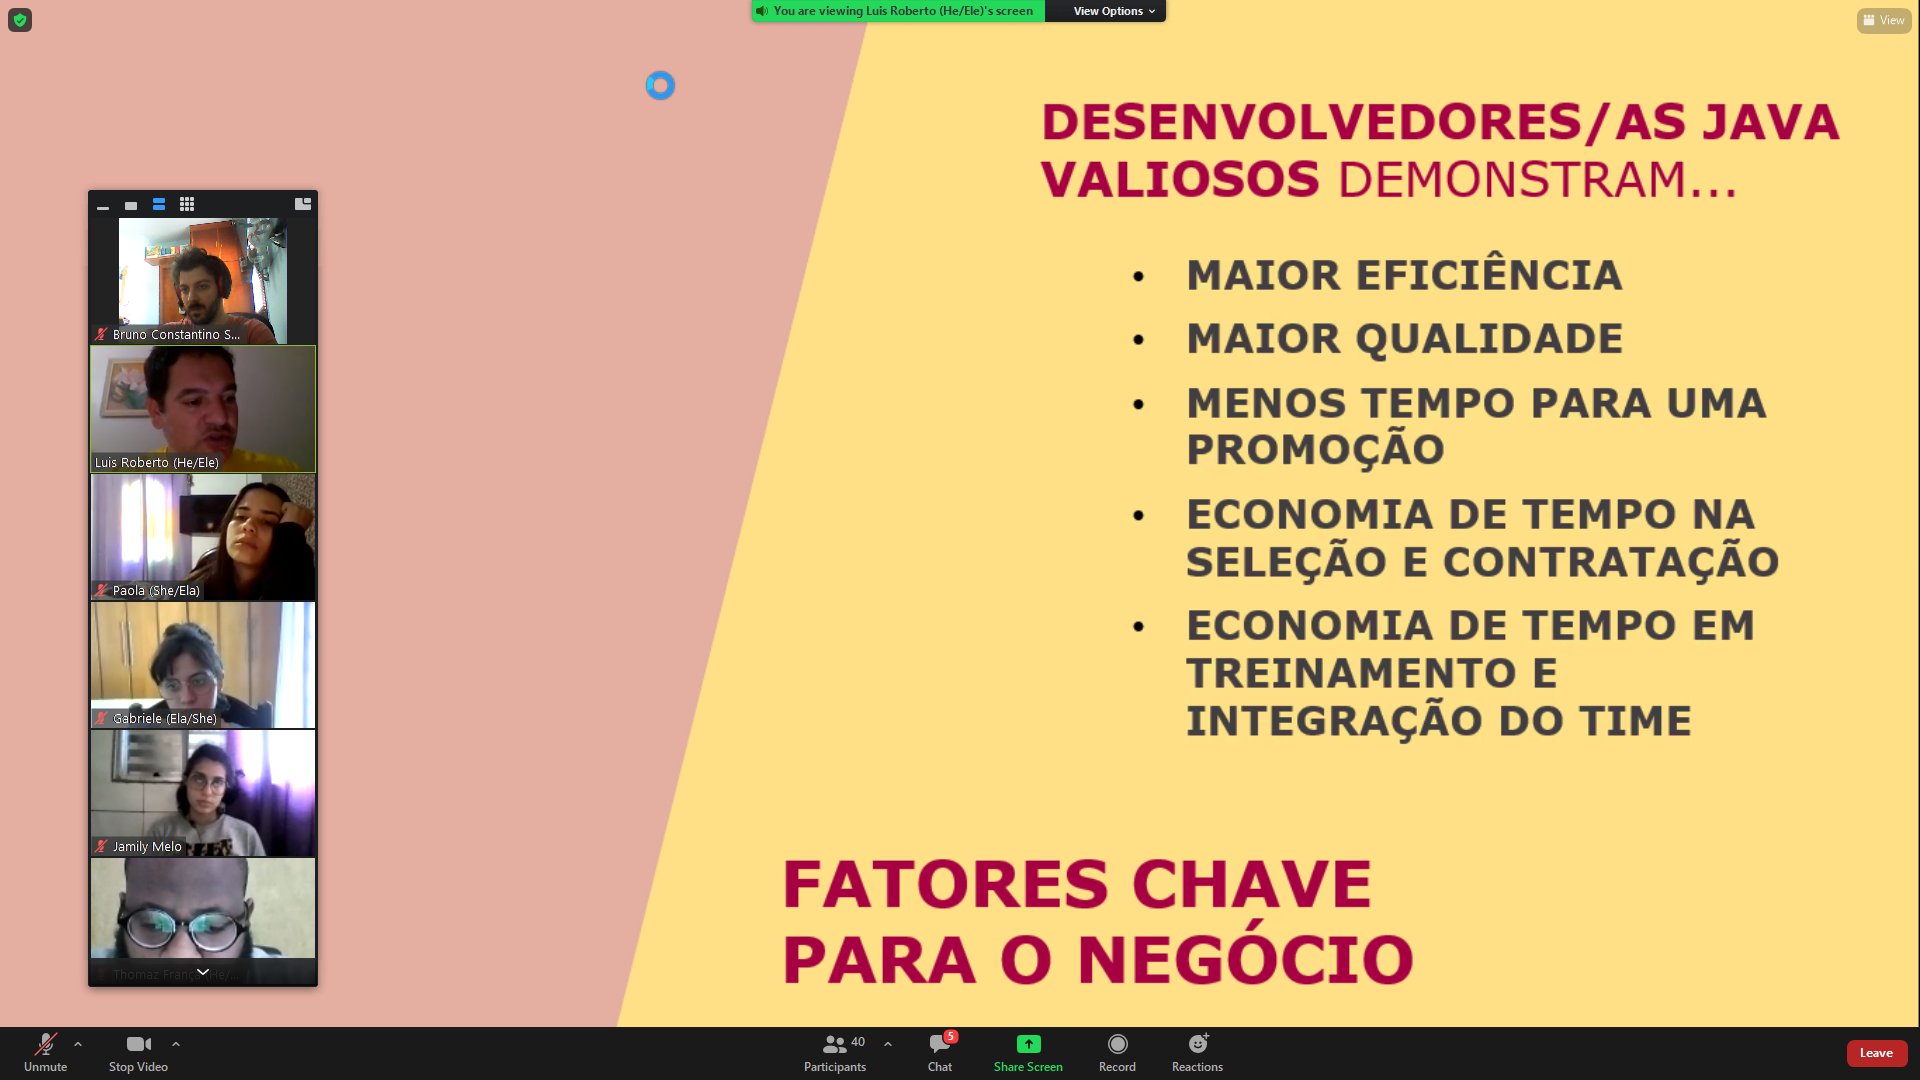 You are viewing Luis Roberto (He/Ele)'s screen
View Options
View
DESENVOLVEDORES/AS JAVA
VALIOSOS DEMONSTRAM...
• MAIOR EFICIÊNCIA
• MAIOR QUALIDADE
• MENOS TEMPO PARA UMA
PROMOÇÃO
• ECONOMIA DE TEMPO NA
SELEÇÃO E CONTRATAÇÃO
• ECONOMIA DE TEMPO EM
TREINAMENTO E
INTEGRAÇÃO DO TIME
FATORES CHAVE
PARA O NEGÓCIO
Bruno Constantino S...
Luis Roberto (He/Ele)
Paola (She/Ela)
Gabriele (Ela/She)
Jamily Melo
Thomaz França (He/...
Unmute
Stop Video
40
Participants
5
Chat
Share Screen
Record
Reactions
Leave